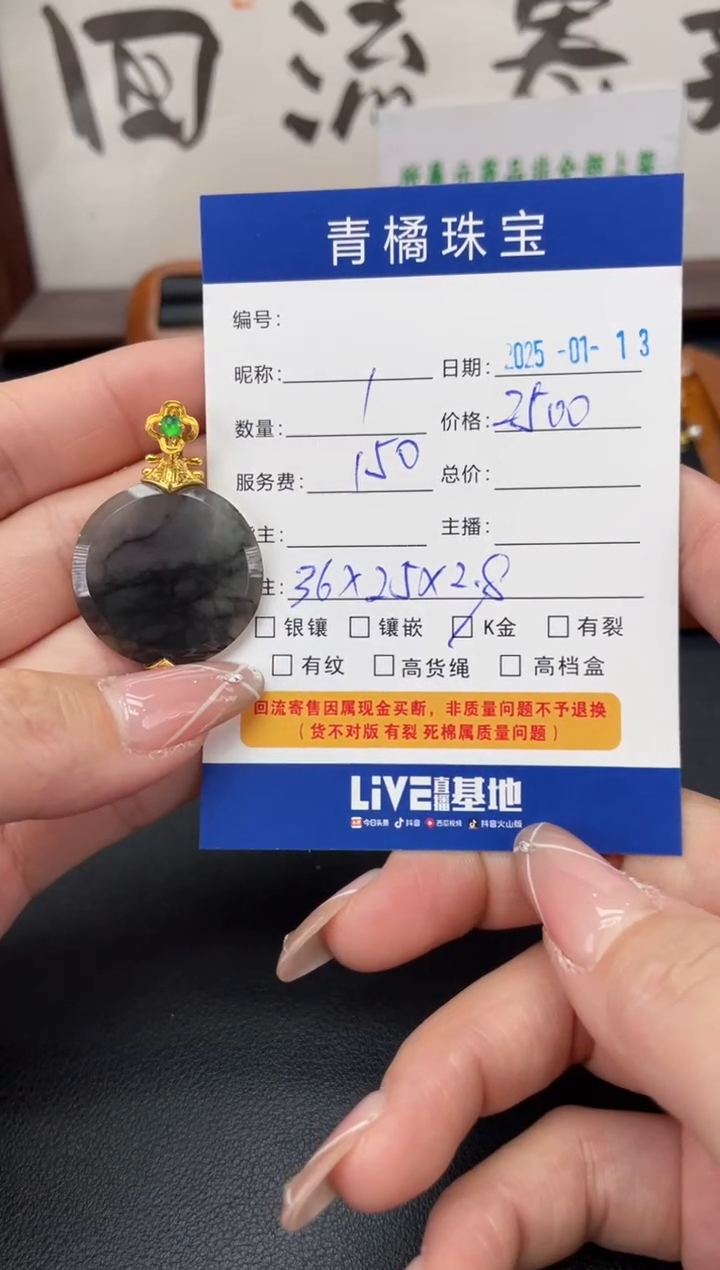 回流
青橘珠宝
编号：
昵称： 日期： 2025 -01- 13
数量： 1 价格： 2500
服务费： 150 总价：
主： 主播：
注： 36×25×2.8
□ 银镶 □ 镶嵌 ☑ K金 □ 有裂
□ 有纹 □ 高货绳 □ 高档盒
回流寄售因属现金买断，非质量问题不予退换
（货不对版 有裂 死棉属质量问题）
LiVE直播基地
今日头条 抖音 西瓜视频 抖音火山版